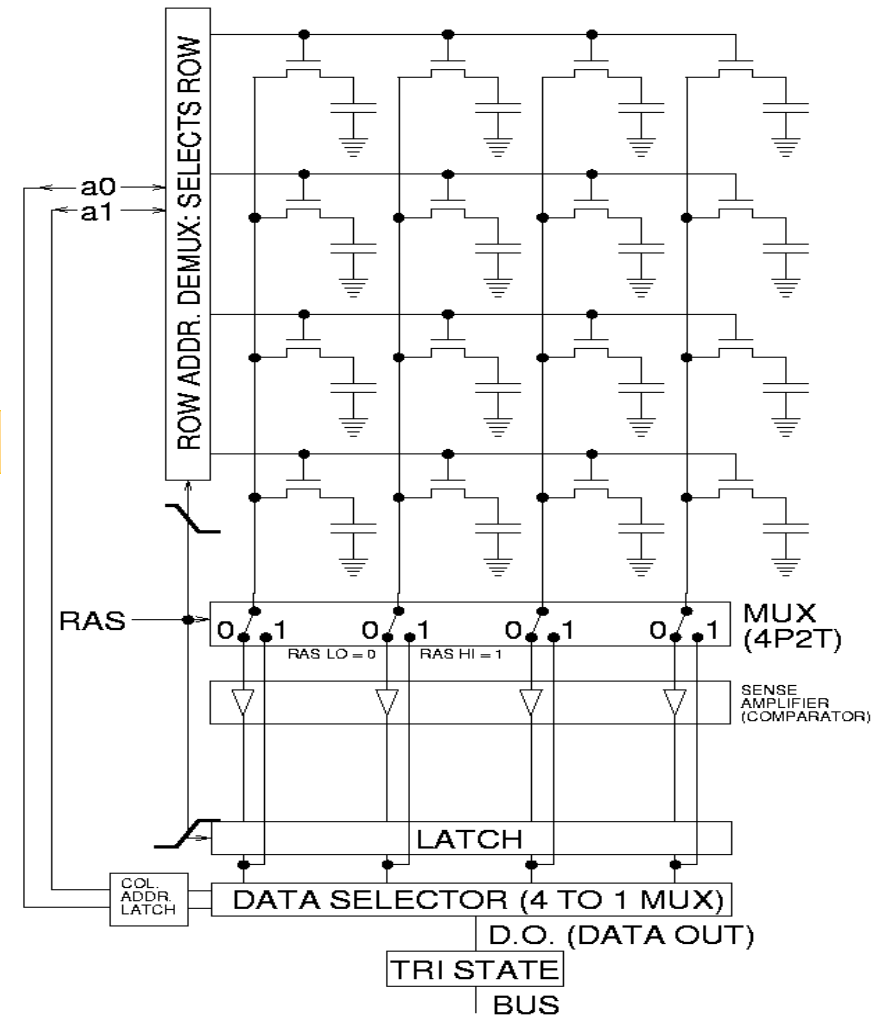 ROW ADDR. DEMUX: SELECTS ROW
a0
a1
RAS
0 1
0 1
0 1
0 1
MUX
(4P2T)
RAS LO = 0
RAS HI = 1
SENSE
AMPLIFIER
(COMPARATOR)
LATCH
COL.
ADDR.
LATCH
DATA SELECTOR (4 TO 1 MUX)
D.O. (DATA OUT)
TRI STATE
BUS